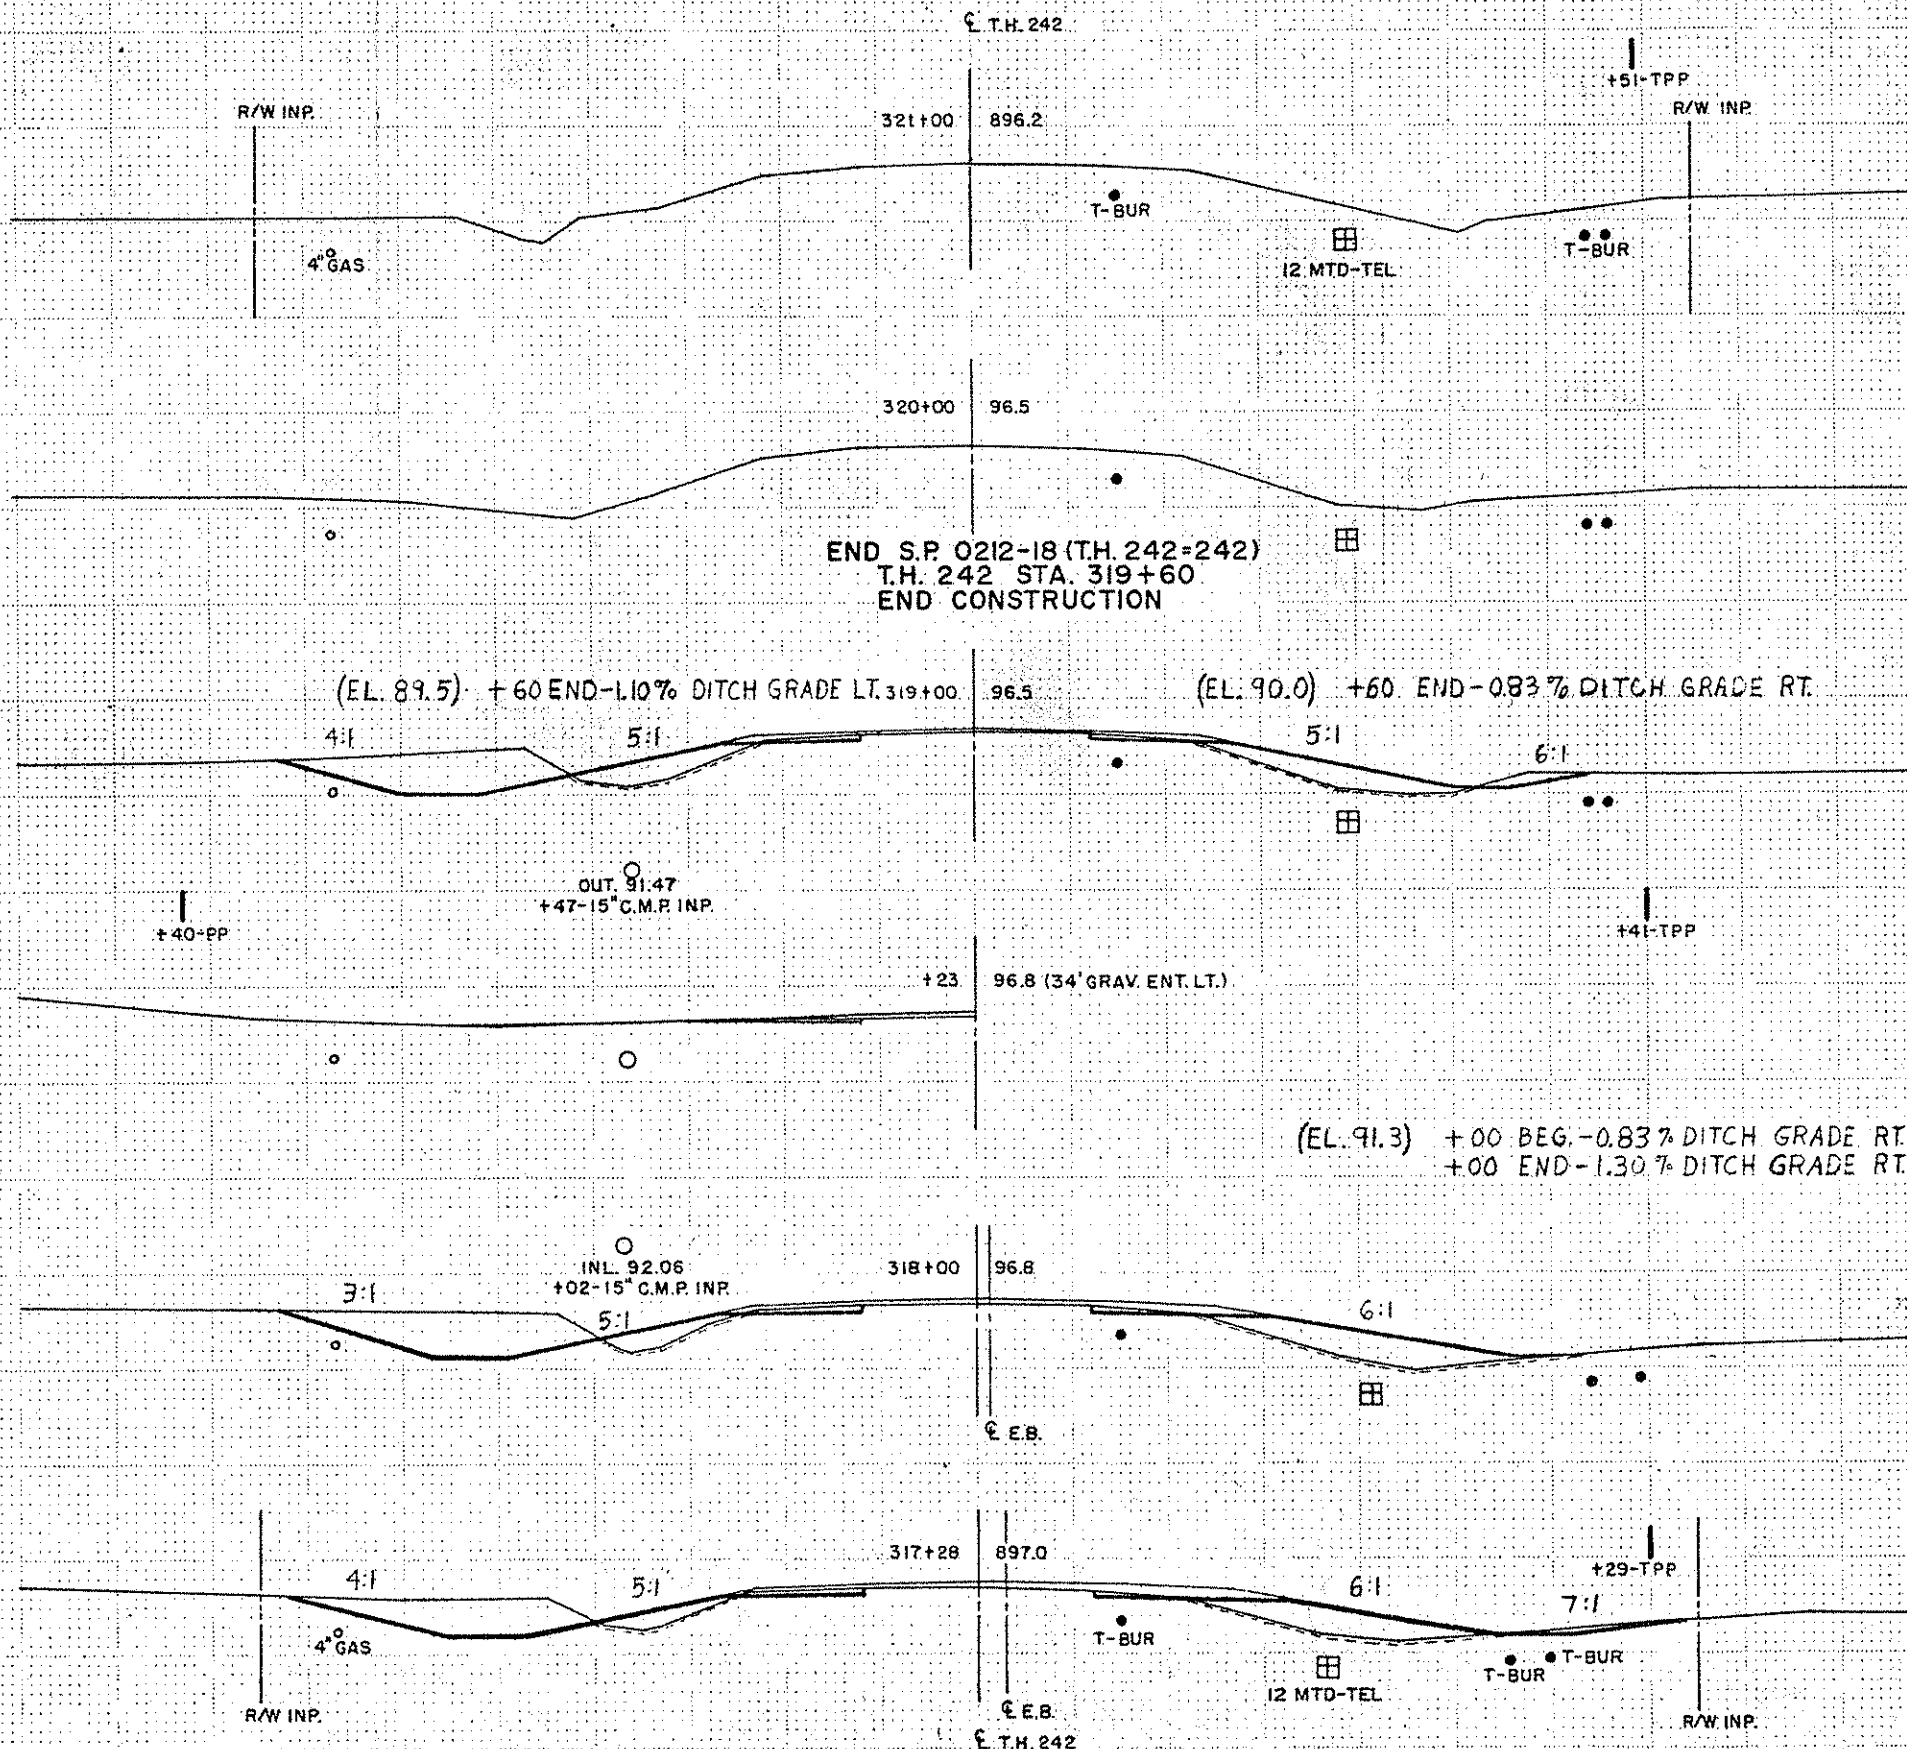 ℄ T.H. 242
+51-TPP
R/W INP.
R/W INP.
321+00 896.2
T-BUR
4" GAS
12 MTD-TEL
T-BUR
320+00 96.5
END S.P. 0212-18 (T.H. 242=242)
T.H. 242 STA. 319+60
END CONSTRUCTION
(EL. 89.5) +60 END-1.10% DITCH GRADE LT. 319+00 96.5 (EL. 90.0) +60 END-0.83% DITCH GRADE RT.
4:1 5:1 5:1 6:1
OUT. 91.47
+47-15" C.M.P. INP.
+40-PP
+41-TPP
+23 96.8 (34' GRAV. ENT. LT.)
(EL. 91.3) +00 BEG.-0.83% DITCH GRADE RT.
+00 END-1.30% DITCH GRADE RT.
INL. 92.06
+02-15" C.M.P. INP.
318+00 96.8
3:1 5:1 6:1
℄ E.B.
317+28 897.0
+29-TPP
4:1 5:1 6:1 7:1
4" GAS
T-BUR
T-BUR T-BUR
12 MTD-TEL
R/W INP.
R/W INP.
℄ E.B.
℄ T.H. 242